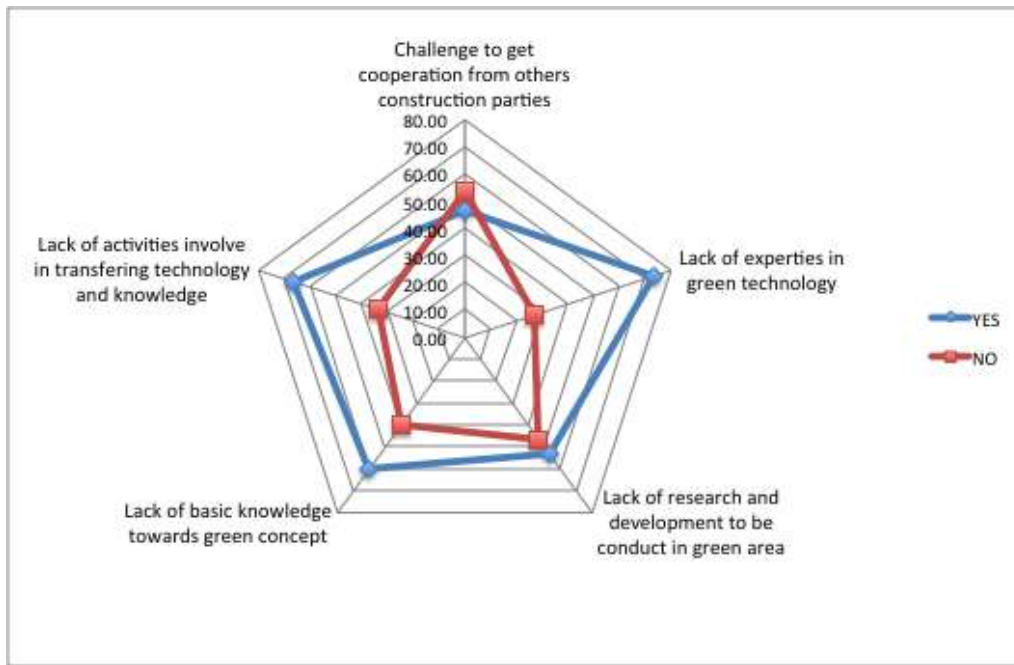 Challenge to get
cooperation from others
construction parties
80.00
70.00
60.00
50.00
40.00
30.00
20.00
10.00
0.00
Lack of experties in
green technology
Lack of research and
development to be
conduct in green area
Lack of basic knowledge
towards green concept
Lack of activities involve
in transfering technology
and knowledge
YES
NO